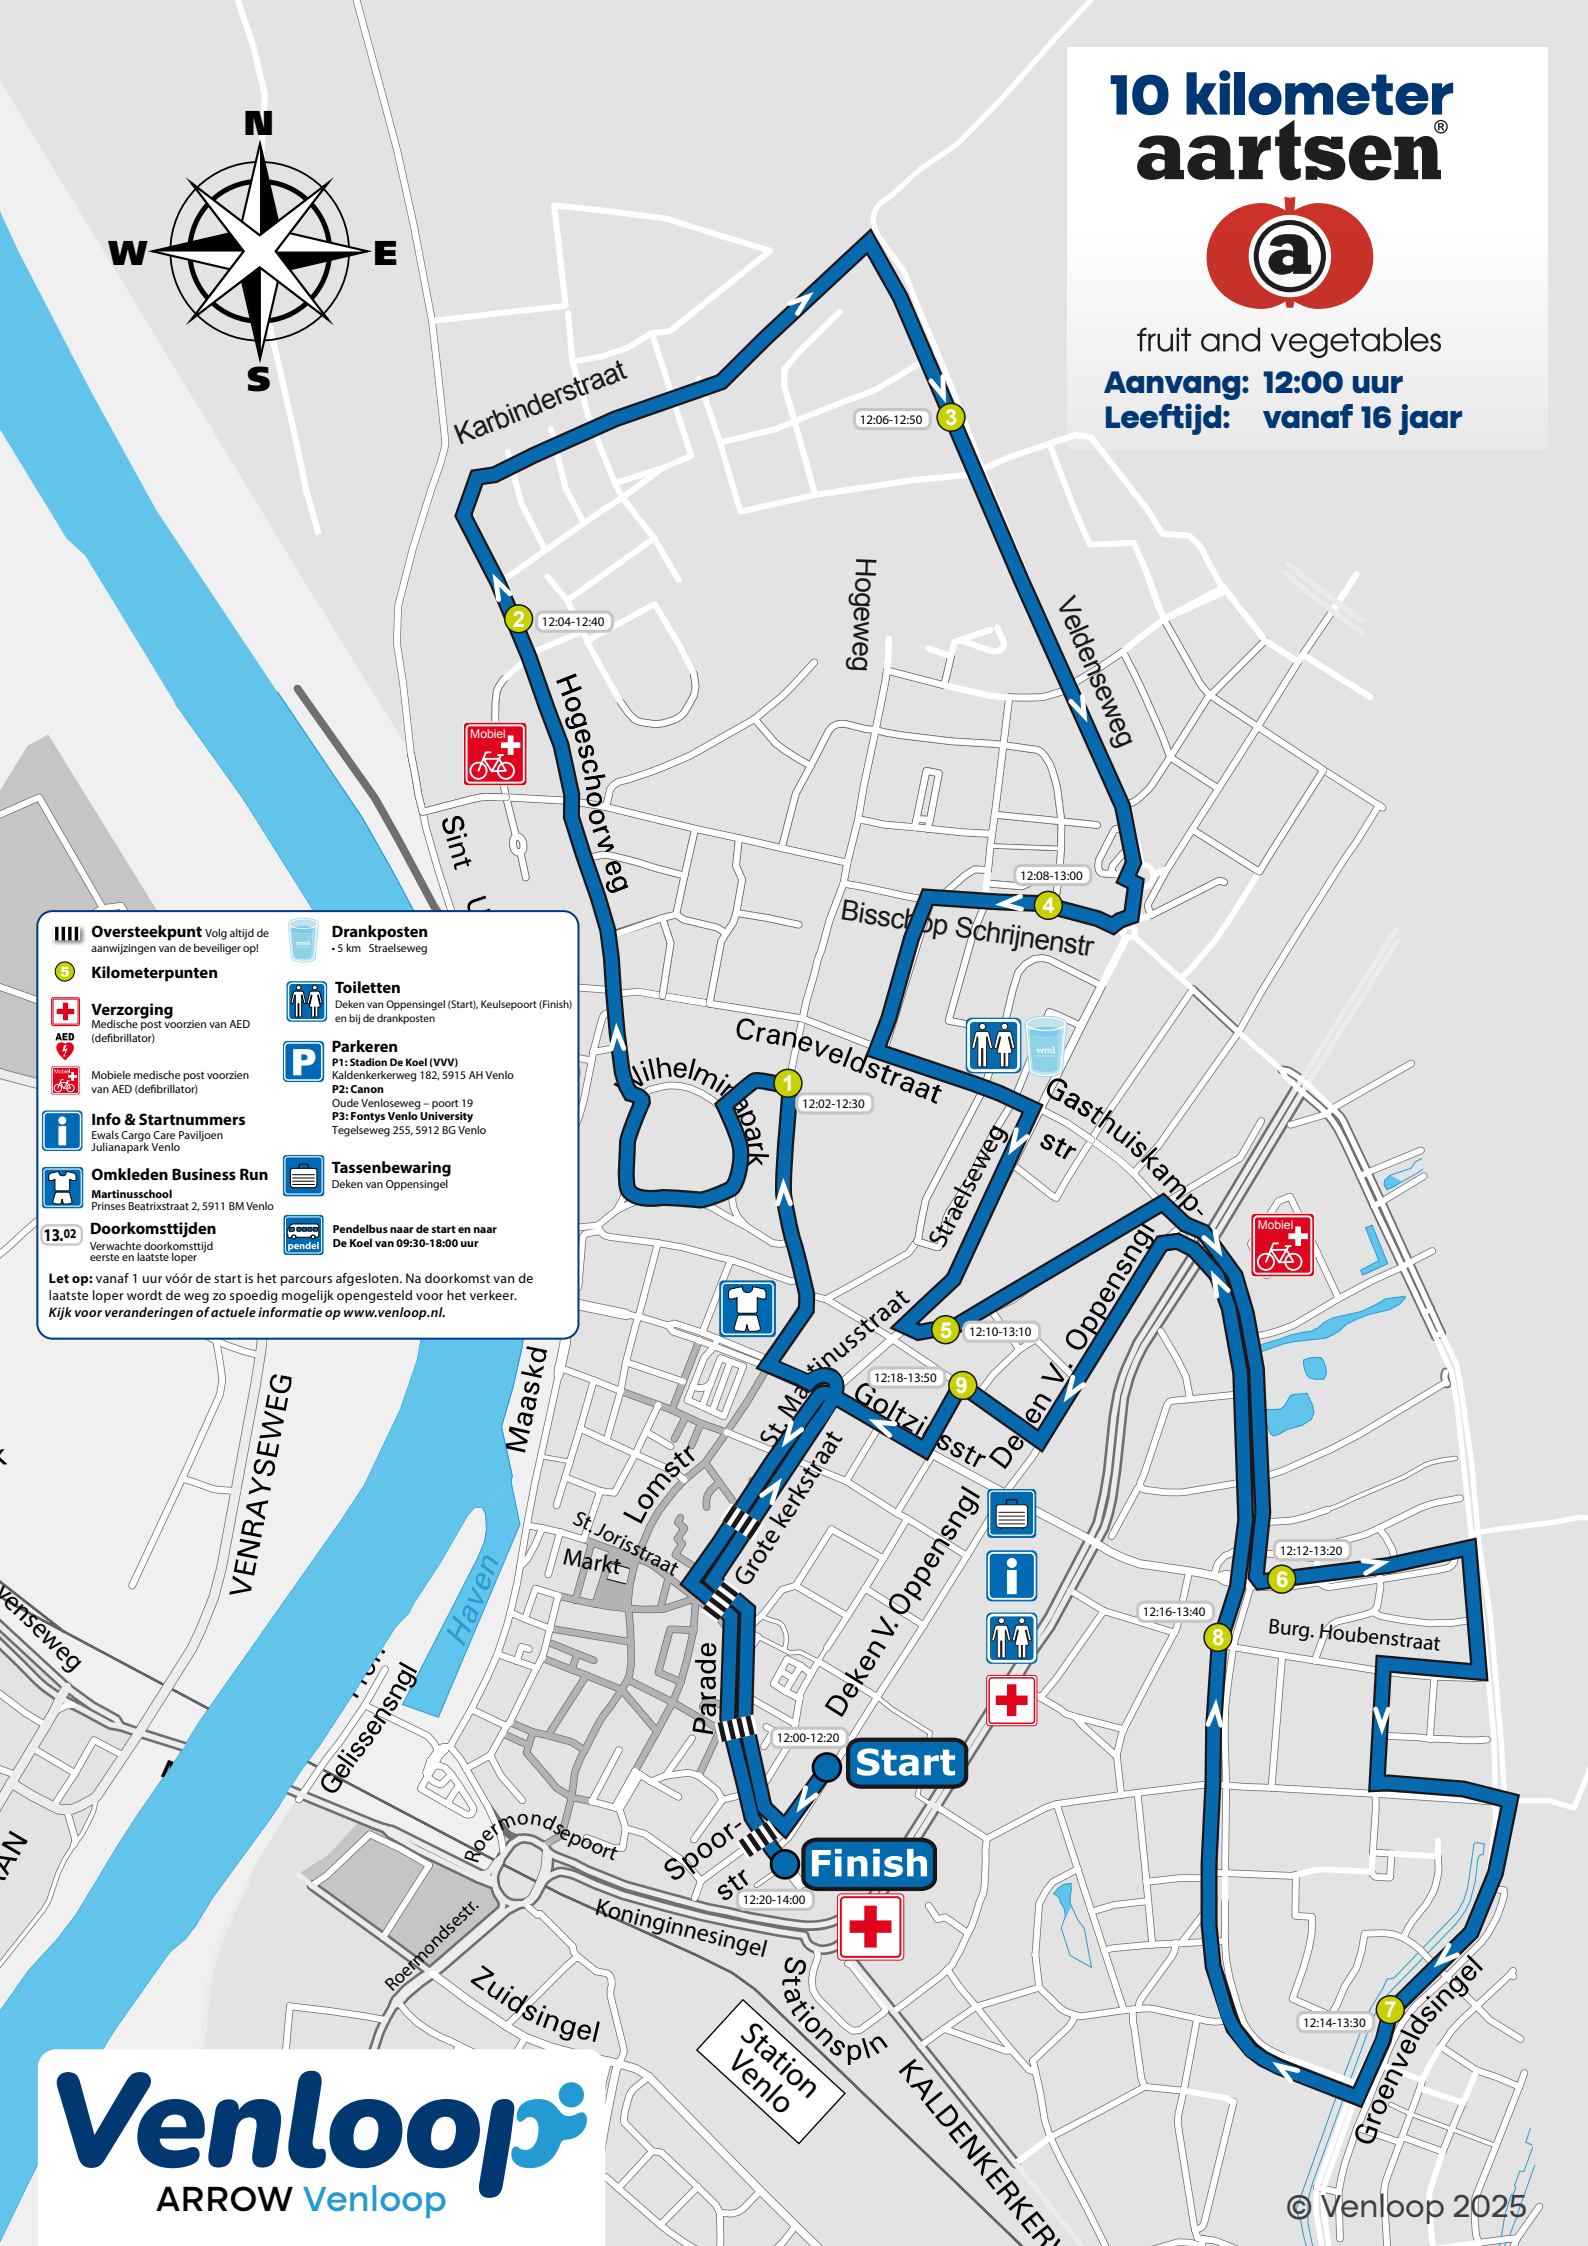 10 kilometer
aartsen®
a
fruit and vegetables
Aanvang: 12:00 uur
Leeftijd: vanaf 16 jaar
N
W E
S
Karbinderstraat
3
12:06-12:50
Hogeweg
Veldenseweg
2
12:04-12:40
Hogeschoorweg
Mobiel
Sint
12:08-13:00
4
Bisschop Schrijnenstr
Craneveldstraat
wml
Wilhelminapark
1
12:02-12:30
Gasthuiskamp-
str
Straelseweg
Mobiel
5
12:10-13:10
St. Martinusstraat
Deken V. Oppensngl
12:18-13:50
9
Goltziusstr
Oversteekpunt Volg altijd de
aanwijzingen van de beveiliger op!
5
Kilometerpunten
Verzorging
Medische post voorzien van AED
(defibrillator)
AED
Mobiel
Mobiele medische post voorzien
van AED (defibrillator)
Info & Startnummers
Ewals Cargo Care Paviljoen
Julianapark Venlo
Omkleden Business Run
Martinusschool
Prinses Beatrixstraat 2, 5911 BM Venlo
13.02
Doorkomsttijden
Verwachte doorkomsttijd
eerste en laatste loper
wml
Drankposten
• 5 km Straelseweg
Toiletten
Deken van Oppensingel (Start), Keulsepoort (Finish)
en bij de drankposten
P
Parkeren
P1: Stadion De Koel (VVV)
Kaldenkerkerweg 182, 5915 AH Venlo
P2: Canon
Oude Venloseweg – poort 19
P3: Fontys Venlo University
Tegelseweg 255, 5912 BG Venlo
Tassenbewaring
Deken van Oppensingel
pendel
Pendelbus naar de start en naar
De Koel van 09:30-18:00 uur
Let op: vanaf 1 uur vóór de start is het parcours afgesloten. Na doorkomst van de
laatste loper wordt de weg zo spoedig mogelijk opengesteld voor het verkeer.
Kijk voor veranderingen of actuele informatie op www.venloop.nl.
Maaskd
VENRAYSEWEG
Lomstr
Grote kerkstraat
St. Jorisstraat
Markt
Haven
i
Deken V. Oppensngl
12:12-13:20
6
12:16-13:40
8
Burg. Houbenstraat
Parade
Gelissensngl
12:00-12:20
Start
Spoor-
str
Finish
12:20-14:00
Roermondsepoort
Roermondsestr.
Koninginnesingel
Zuidsingel
Stationspln
Station
Venlo
7
12:14-13:30
Groenveldsingel
Venloop
ARROW Venloop
© Venloop 2025